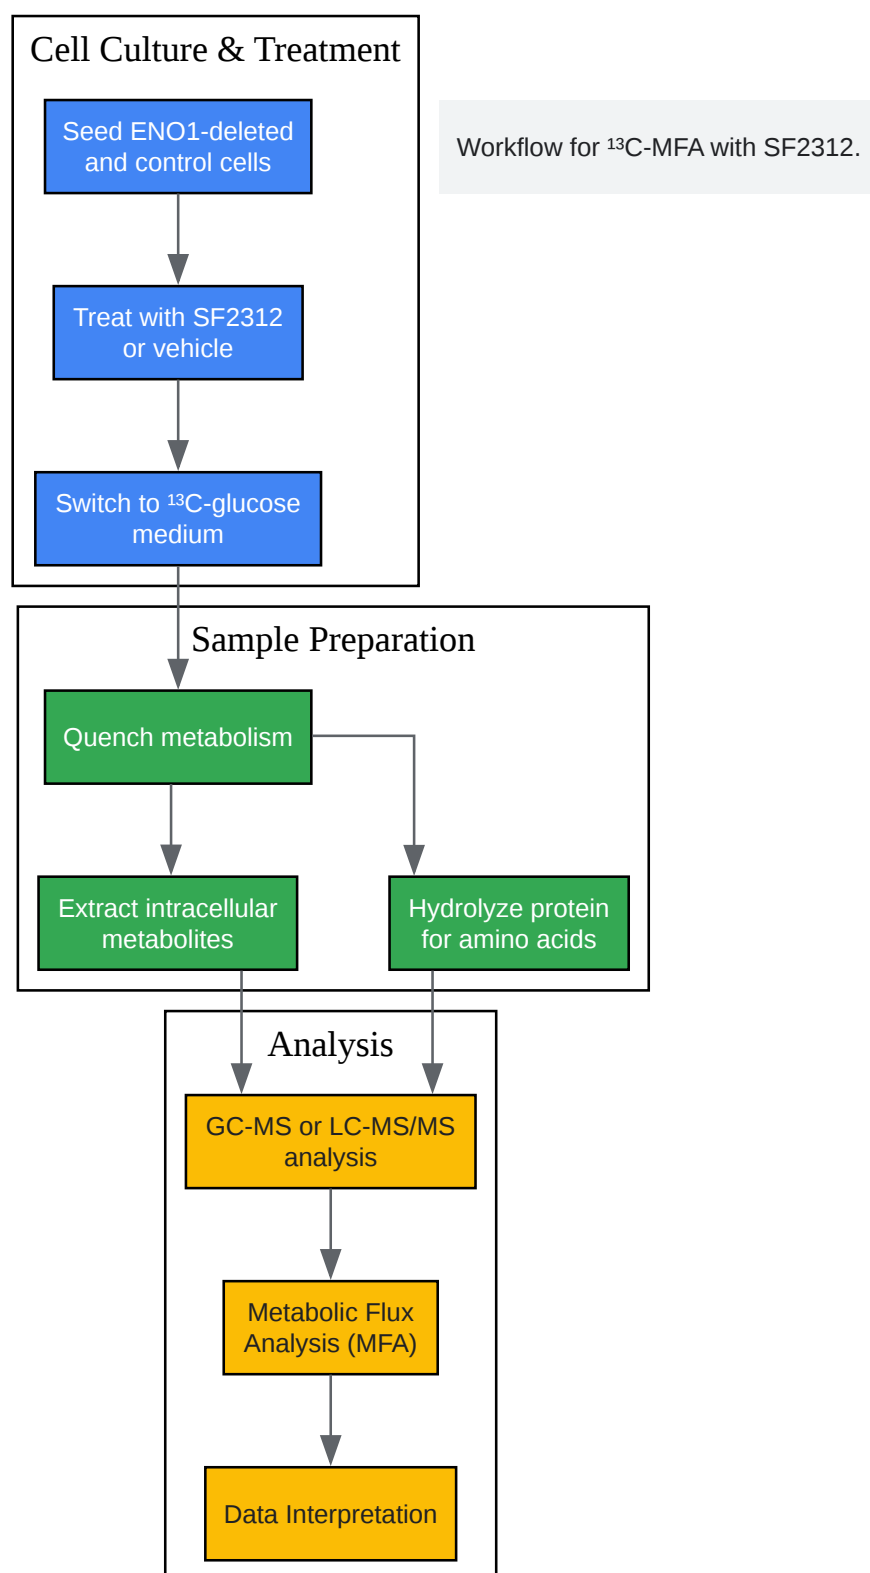 Cell Culture & Treatment
Seed ENO1-deleted
and control cells
Workflow for ¹³C-MFA with SF2312.
Treat with SF2312
or vehicle
Switch to ¹³C-glucose
medium
Sample Preparation
Quench metabolism
Extract intracellular
metabolites
Hydrolyze protein
for amino acids
Analysis
GC-MS or LC-MS/MS
analysis
Metabolic Flux
Analysis (MFA)
Data Interpretation